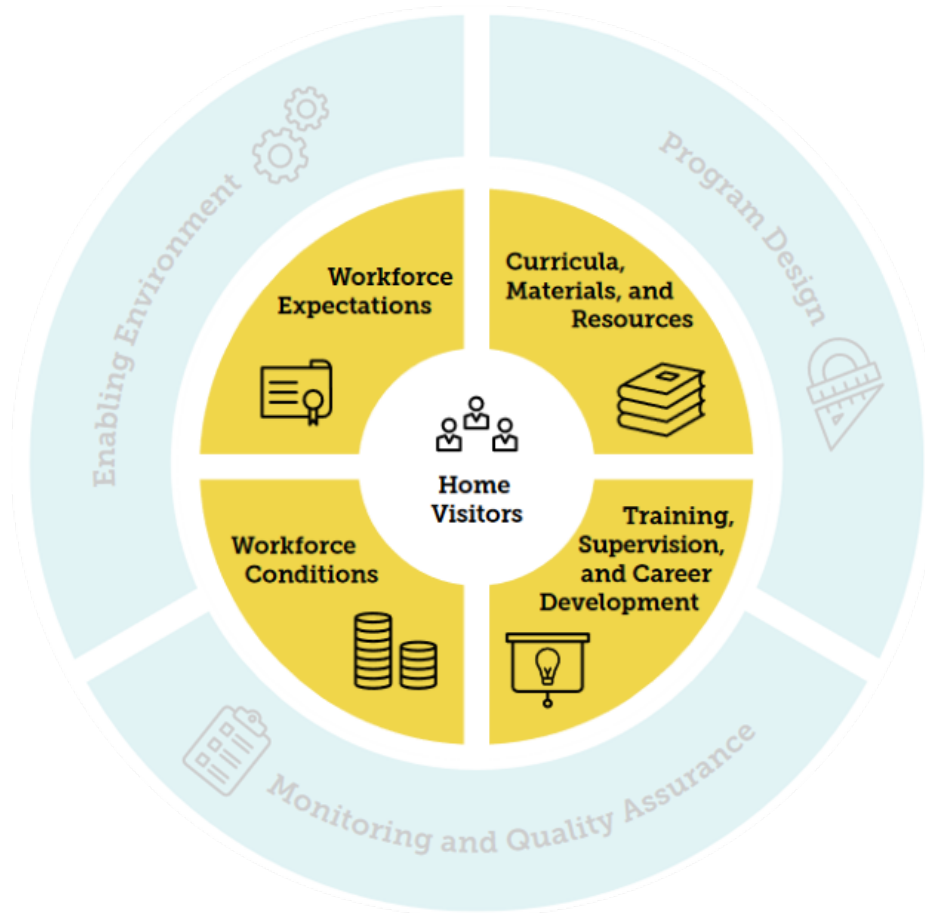 Enabling Environment
Program Design
Workforce
Expectations
Curricula,
Materials, and
Resources
Home
Visitors
Workforce
Conditions
Training,
Supervision,
and Career
Development
Monitoring and Quality Assurance